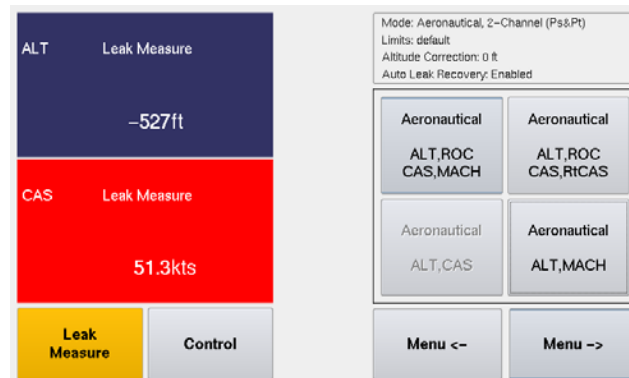 ALT Leak Measure
-527ft
CAS Leak Measure
51.3kts
Leak
Measure
Control
Mode: Aeronautical, 2-Channel (Ps&Pt)
Limits: default
Altitude Correction: 0 ft
Auto Leak Recovery: Enabled
Aeronautical
ALT,ROC
CAS,MACH
Aeronautical
ALT,ROC
CAS,RtCAS
Aeronautical
ALT,CAS
Aeronautical
ALT,MACH
Menu <-
Menu ->